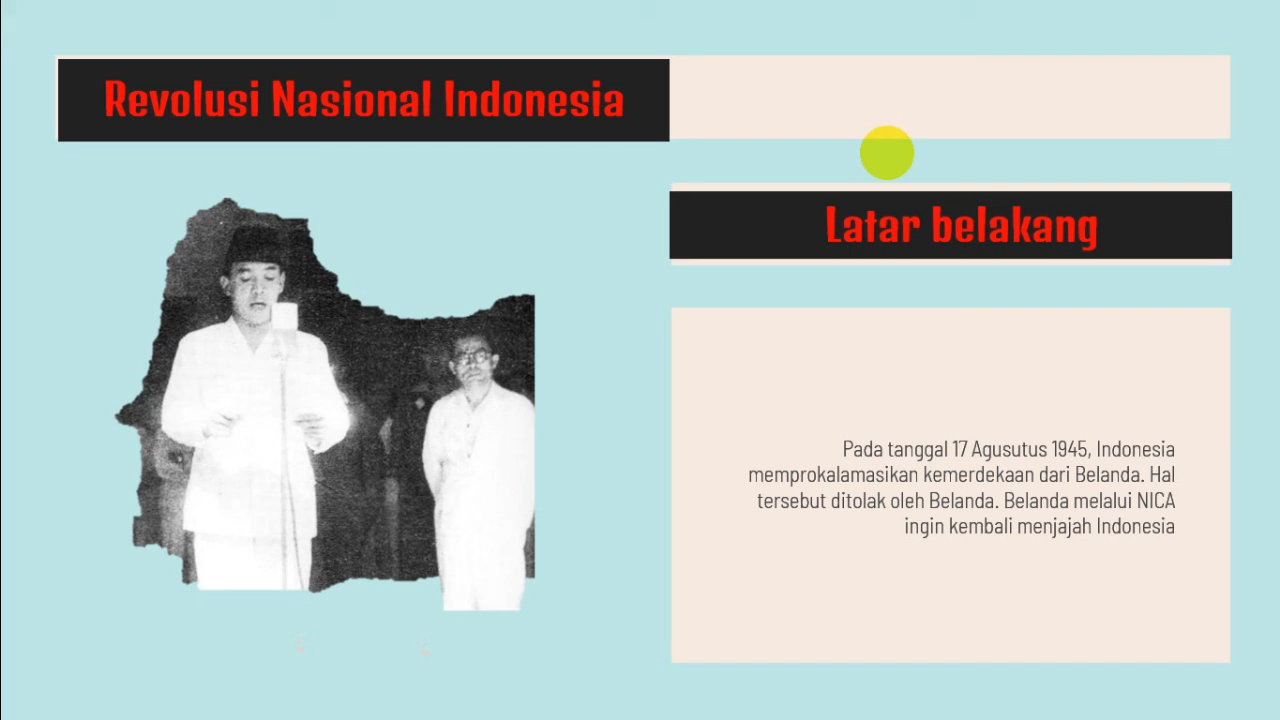 Revolusi Nasional Indonesia
Latar belakang
Pada tanggal 17 Agusutus 1945, Indonesia
memprokalamasikan kemerdekaan dari Belanda. Hal
tersebut ditolak oleh Belanda. Belanda melalui NICA
ingin kembali menjajah Indonesia